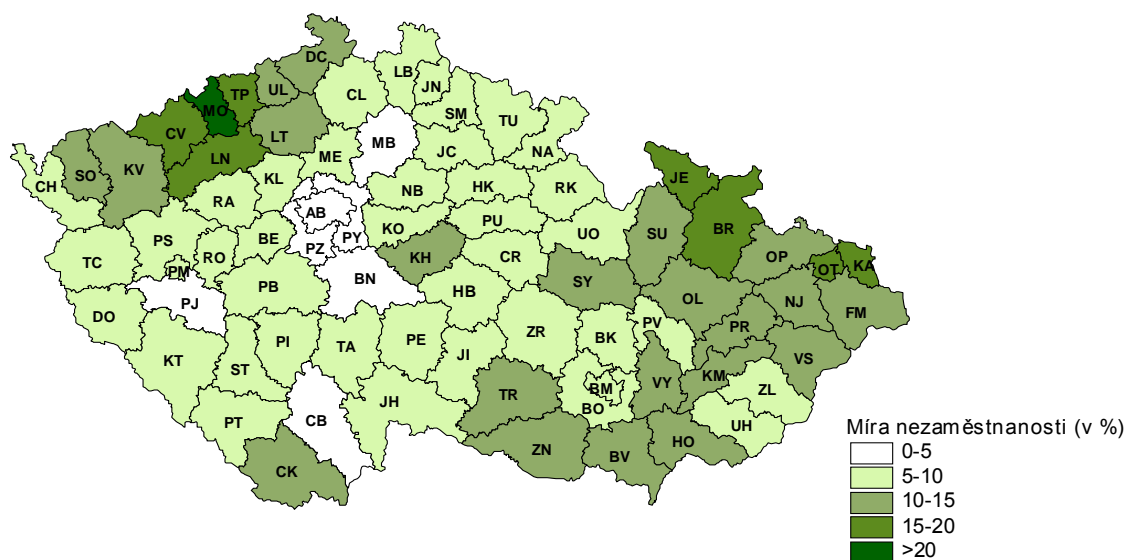 DC
LB
JN
TP
UL
CL
MO
SM
TU
CV
LT
MB
JC
NA
LN
ME
CH
SO
KV
KL
NB
HK
RK
JE
RA
AB
KO
PU
BR
PS
BE
PZ
PY
UO
SU
TC
RO
KH
CR
OP
OT
KA
PM
BN
SY
PJ
PB
HB
OL
NJ
FM
DO
PE
ZR
BK
PV
PR
KT
PI
TA
JI
VS
ST
BM
VY
KM
ZL
PT
CB
JH
TR
BO
UH
HO
CK
ZN
BV
Míra nezaměstnanosti (v %)
0-5
5-10
10-15
15-20
>20